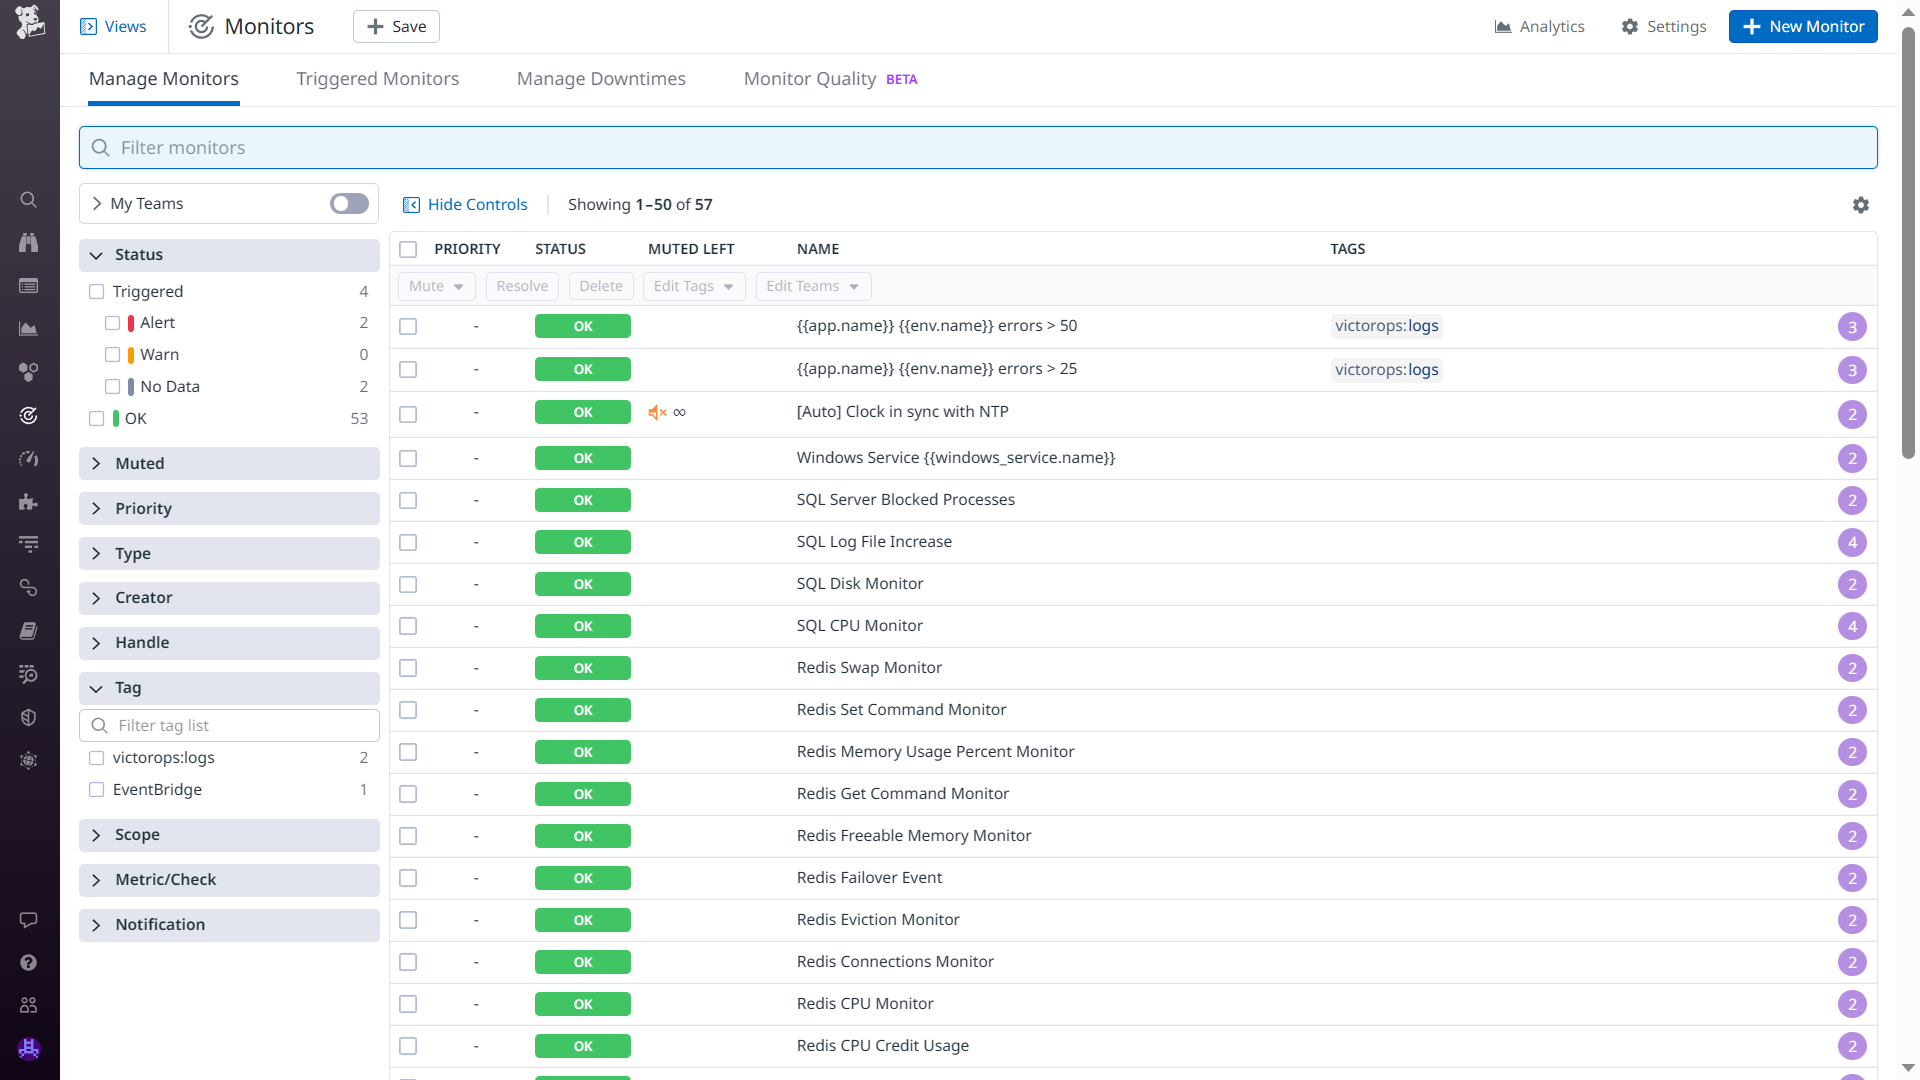 Views
Monitors
Save
Analytics
Settings
New Monitor
Manage Monitors
Triggered Monitors
Manage Downtimes
Monitor Quality BETA
Filter monitors
My Teams
Hide Controls
Showing 1–50 of 57
Status
Triggered 4
Alert 2
Warn 0
No Data 2
OK 53
Muted
Priority
Type
Creator
Handle
Tag
Filter tag list
victorops:logs 2
EventBridge 1
Scope
Metric/Check
Notification
PRIORITY STATUS MUTED LEFT NAME TAGS
Mute Resolve Delete Edit Tags Edit Teams
- OK {{app.name}} {{env.name}} errors > 50 victorops:logs 3
- OK {{app.name}} {{env.name}} errors > 25 victorops:logs 3
- OK ∞ [Auto] Clock in sync with NTP 2
- OK Windows Service {{windows_service.name}} 2
- OK SQL Server Blocked Processes 2
- OK SQL Log File Increase 4
- OK SQL Disk Monitor 2
- OK SQL CPU Monitor 4
- OK Redis Swap Monitor 2
- OK Redis Set Command Monitor 2
- OK Redis Memory Usage Percent Monitor 2
- OK Redis Get Command Monitor 2
- OK Redis Freeable Memory Monitor 2
- OK Redis Failover Event 2
- OK Redis Eviction Monitor 2
- OK Redis Connections Monitor 2
- OK Redis CPU Monitor 2
- OK Redis CPU Credit Usage 2